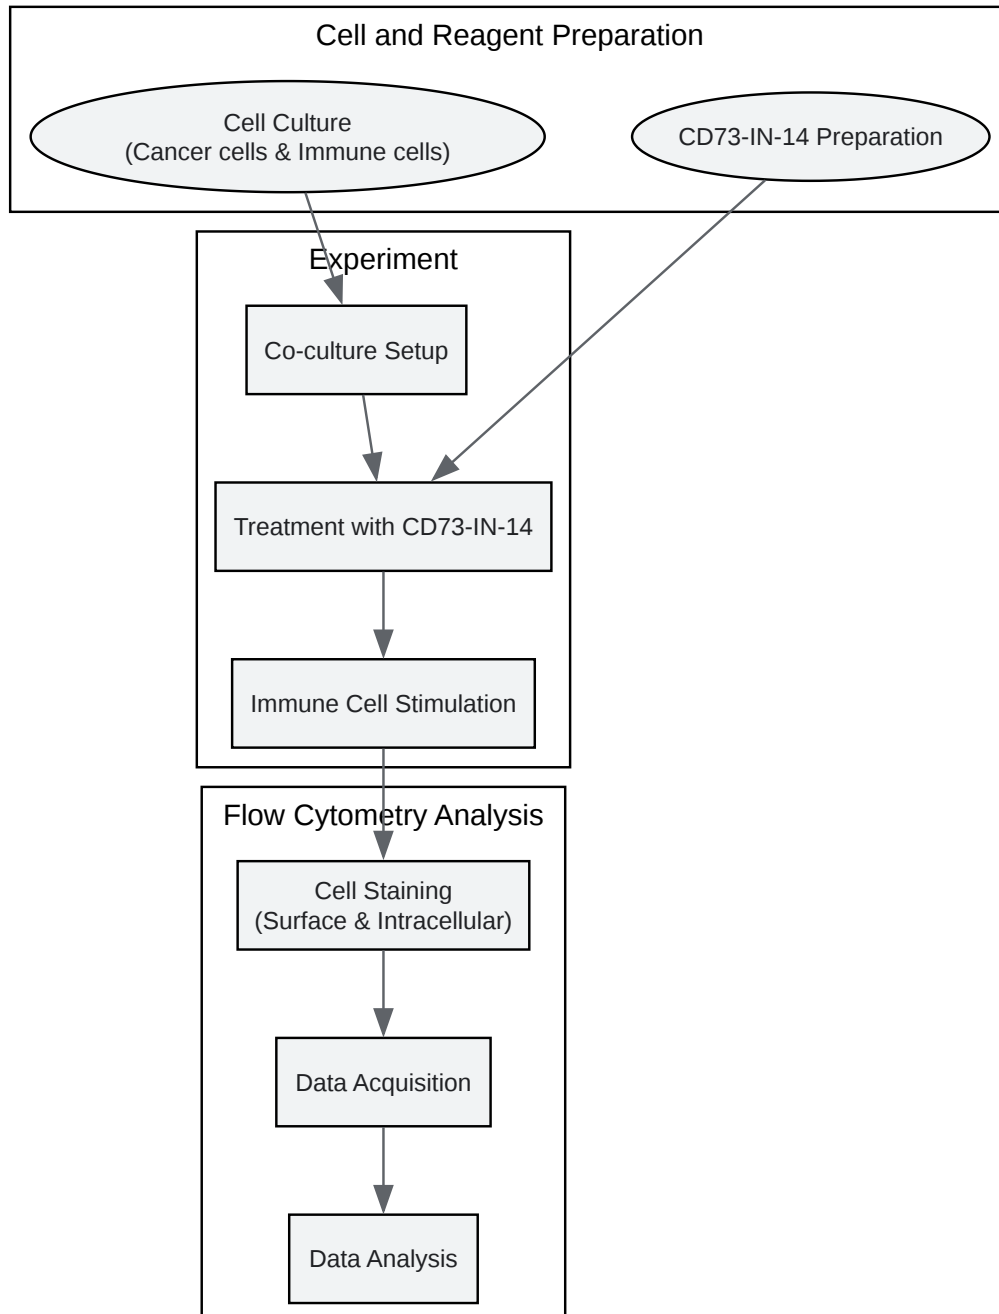 Cell and Reagent Preparation
Cell Culture
(Cancer cells & Immune cells)
CD73-IN-14 Preparation
Experiment
Co-culture Setup
Treatment with CD73-IN-14
Immune Cell Stimulation
Flow Cytometry Analysis
Cell Staining
(Surface & Intracellular)
Data Acquisition
Data Analysis